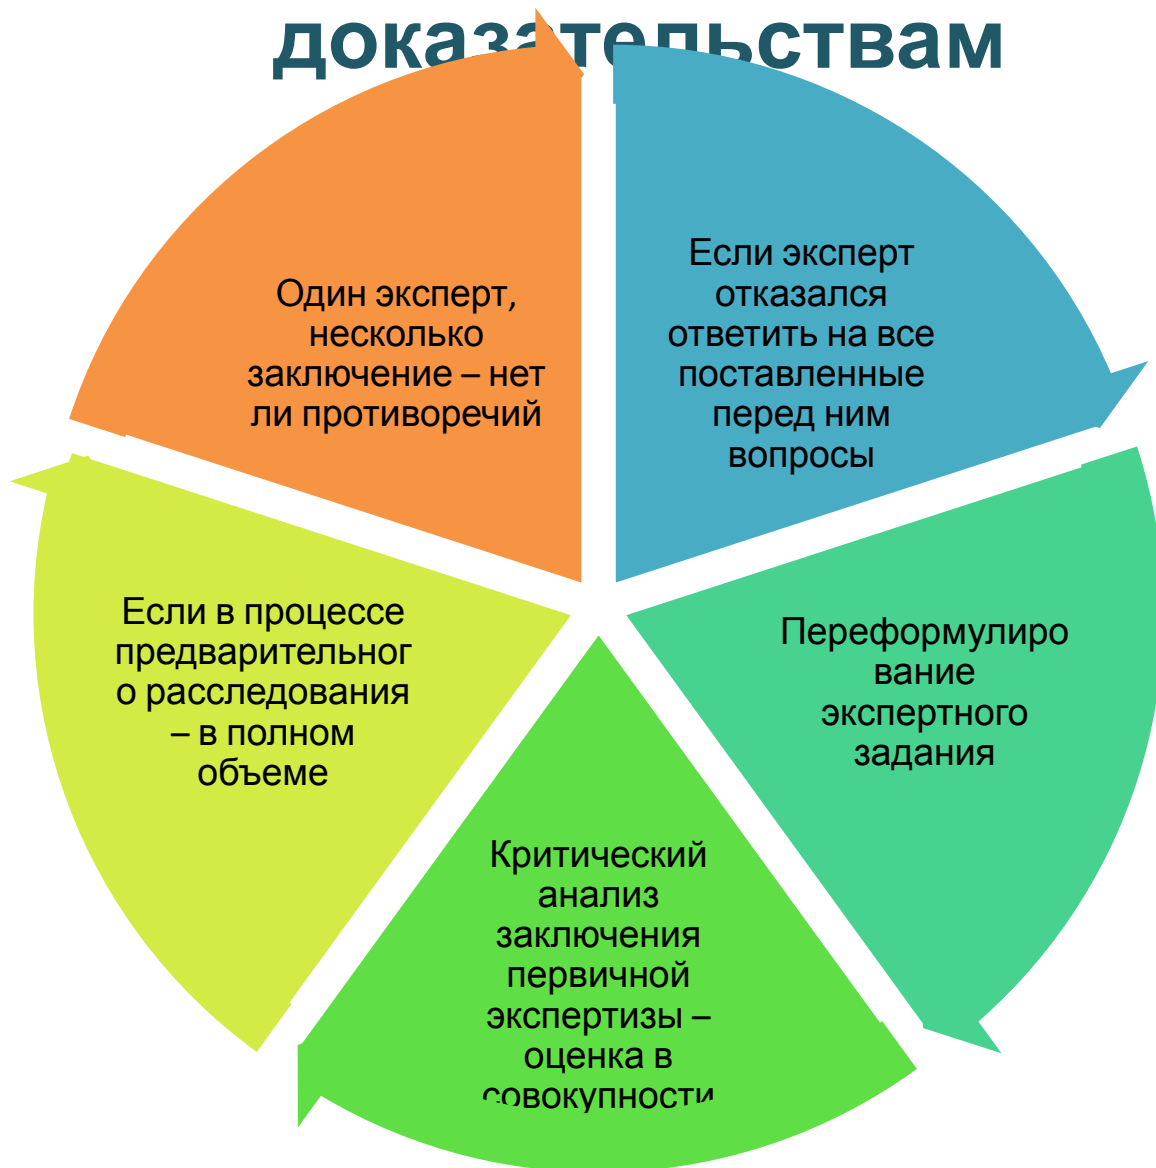 доказательствам
Если эксперт
отказался
ответить на все
поставленные
перед ним
вопросы
Переформулиро
вание
экспертного
задания
Критический
анализ
заключения
первичной
экспертизы –
оценка в
совокупности
Если в процессе
предварительног
о расследования
– в полном
объеме
Один эксперт,
несколько
заключение – нет
ли противоречий